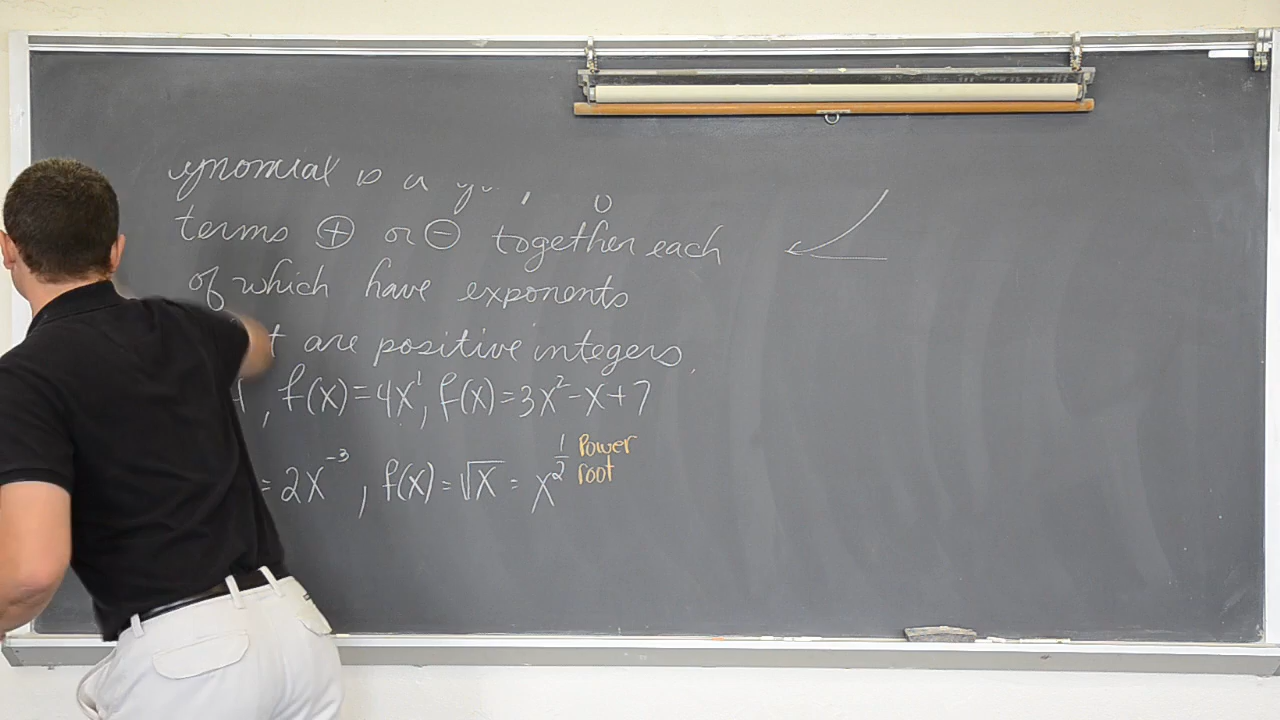 ynomial is a
terms ⊕ or ⊖ together each
of which have exponents
t are positive integers
, f(x)=4x¹, f(x)=3x²-x+7
= 2x⁻³, f(x)=√x = x^(1/2) Power
root